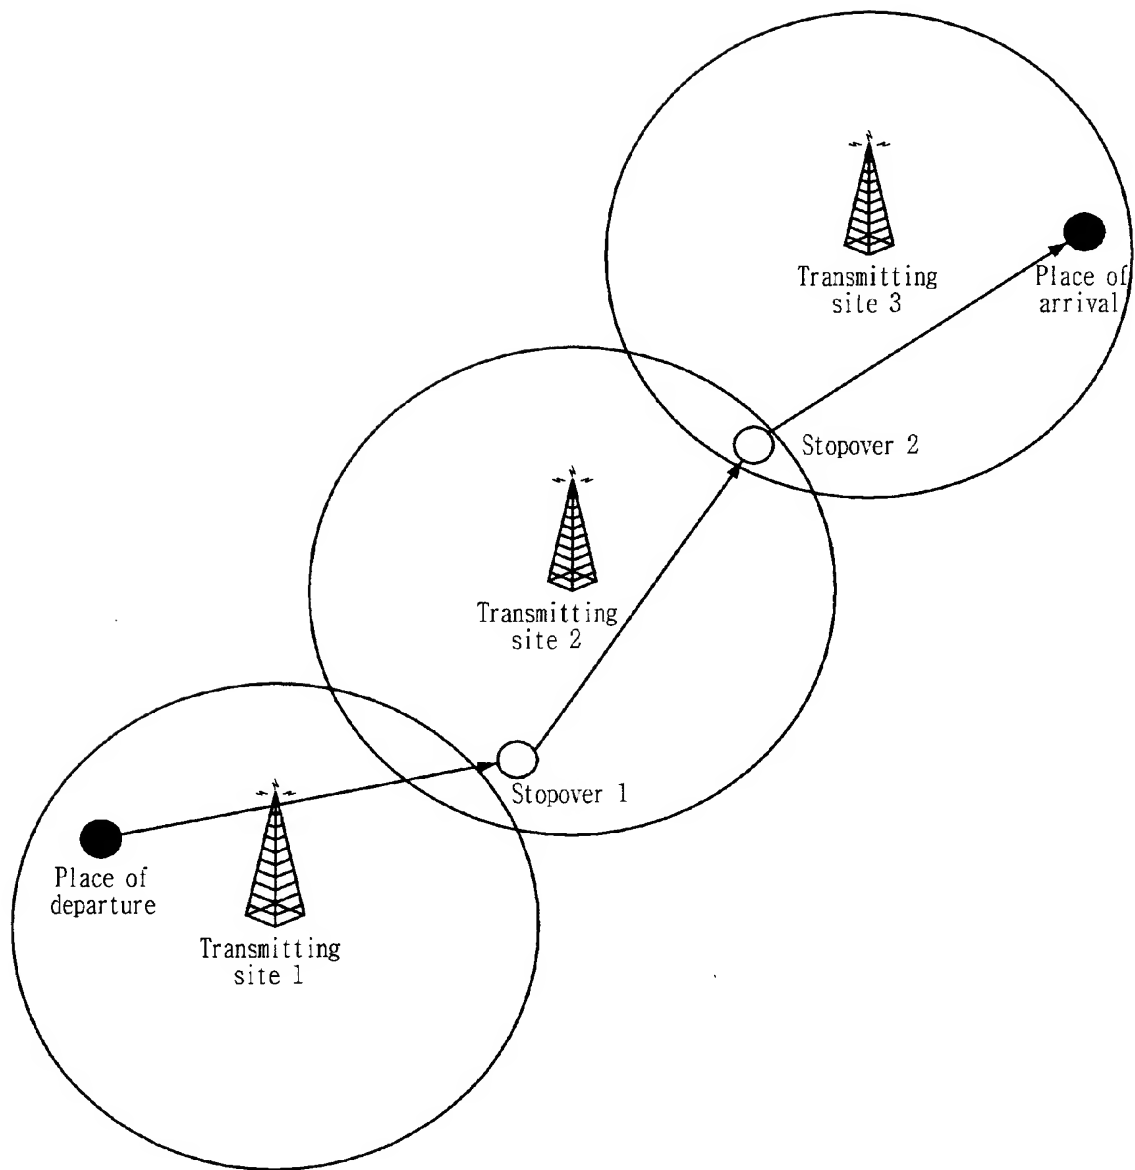 Transmitting
site 3
Place of
arrival
Stopover 2
Transmitting
site 2
Stopover 1
Place of
departure
Transmitting
site 1